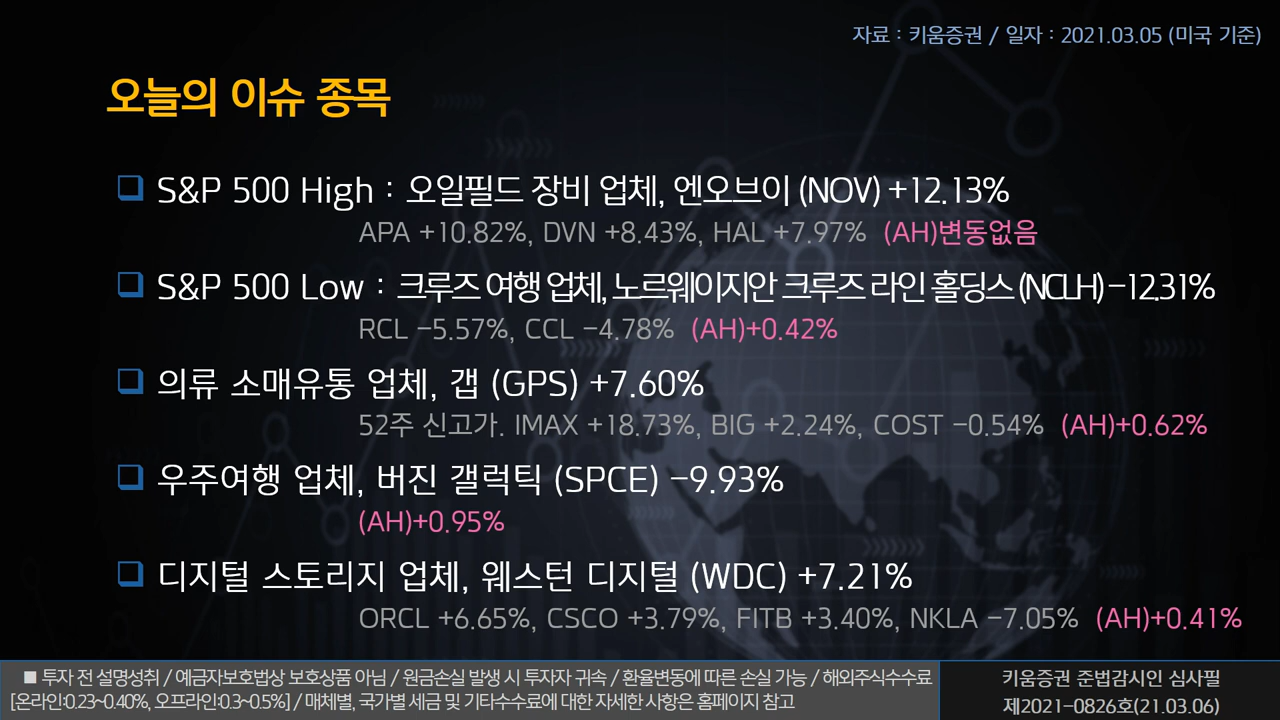 자료 : 키움증권 / 일자 : 2021.03.05 (미국 기준)
오늘의 이슈 종목
❑ S&P 500 High : 오일필드 장비 업체, 엔오브이 (NOV) +12.13%
APA +10.82%, DVN +8.43%, HAL +7.97% (AH)변동없음
❑ S&P 500 Low : 크루즈 여행 업체, 노르웨이지안 크루즈 라인 홀딩스 (NCLH) -12.31%
RCL -5.57%, CCL -4.78% (AH)+0.42%
❑ 의류 소매유통 업체, 갭 (GPS) +7.60%
52주 신고가. IMAX +18.73%, BIG +2.24%, COST -0.54% (AH)+0.62%
❑ 우주여행 업체, 버진 갤럭틱 (SPCE) -9.93%
(AH)+0.95%
❑ 디지털 스토리지 업체, 웨스턴 디지털 (WDC) +7.21%
ORCL +6.65%, CSCO +3.79%, FITB +3.40%, NKLA -7.05% (AH)+0.41%
■ 투자 전 설명성취 / 예금자보호법상 보호상품 아님 / 원금손실 발생 시 투자자 귀속 / 환율변동에 따른 손실 가능 / 해외주식수수료
[온라인:0.23~0.40%, 오프라인:0.3~0.5%] / 매체별, 국가별 세금 및 기타수수료에 대한 자세한 사항은 홈페이지 참고
키움증권 준법감시인 심사필
제2021-0826호(21.03.06)